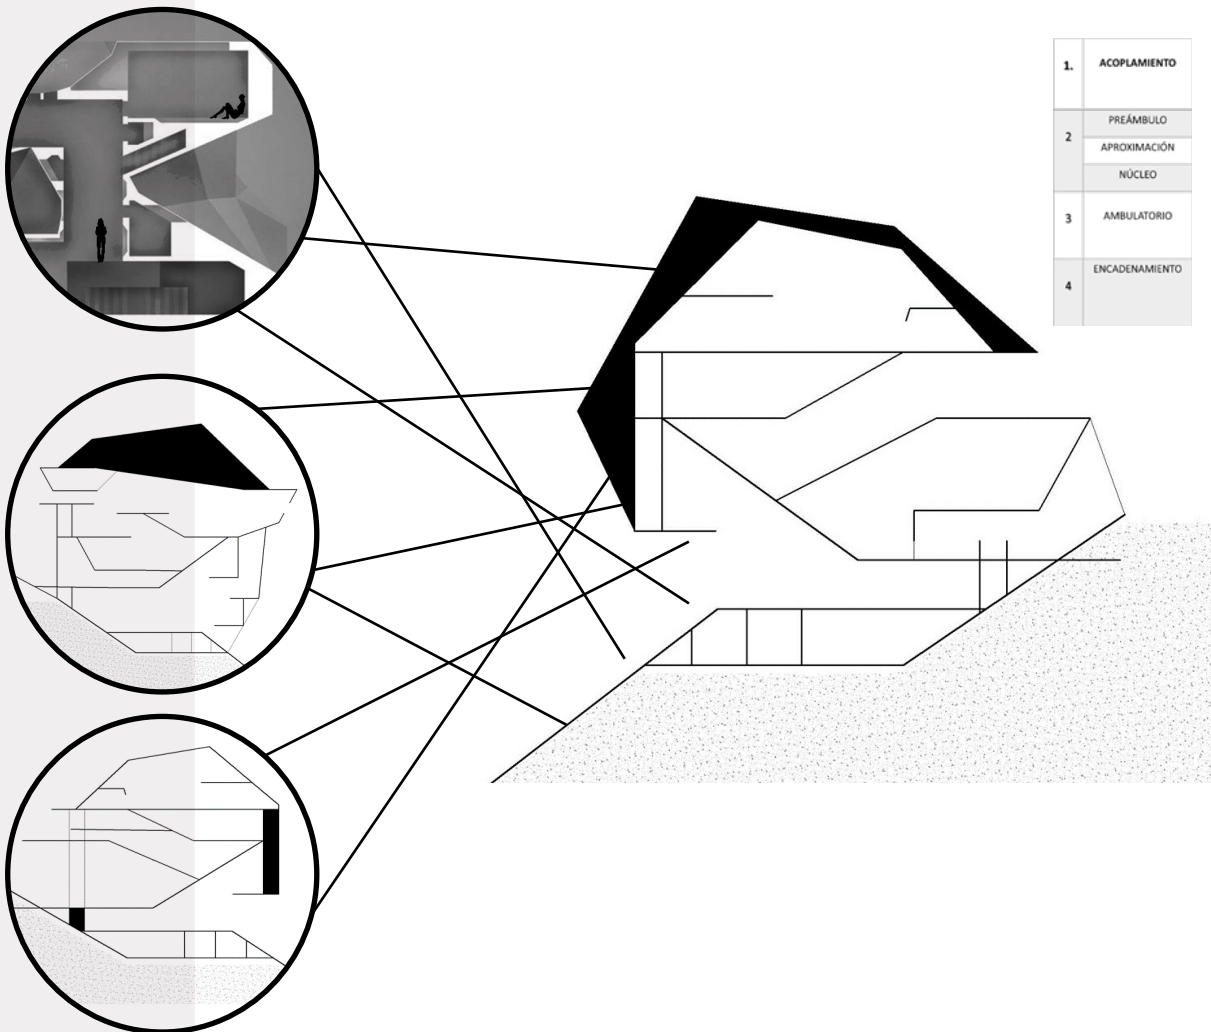 1. ACOPLAMIENTO
2 PREÁMBULO
APROXIMACIÓN
NÚCLEO
3 AMBULATORIO
4 ENCADENAMIENTO